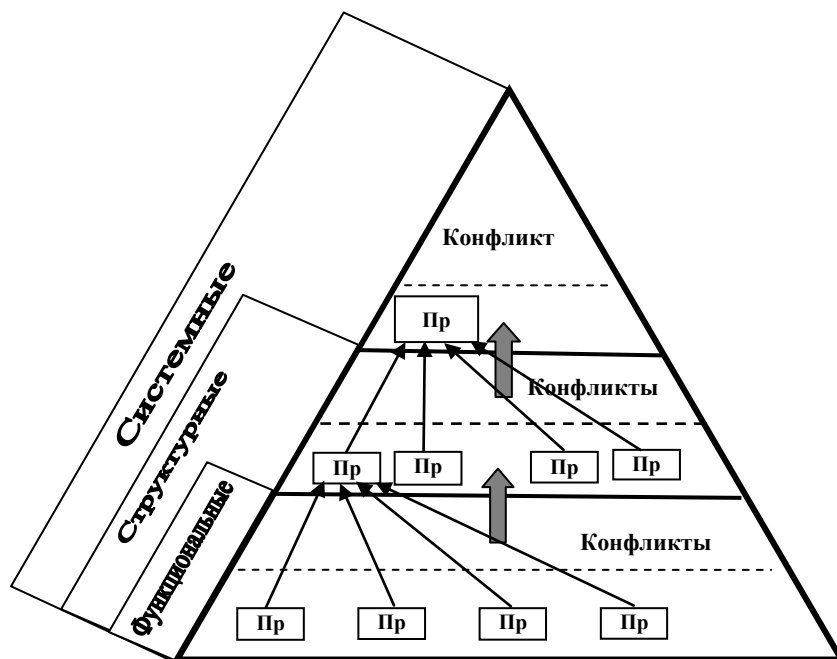 Системные
Структурные
Функциональные
Конфликт
Пр
Конфликты
Пр
Пр
Пр
Пр
Конфликты
Пр
Пр
Пр
Пр